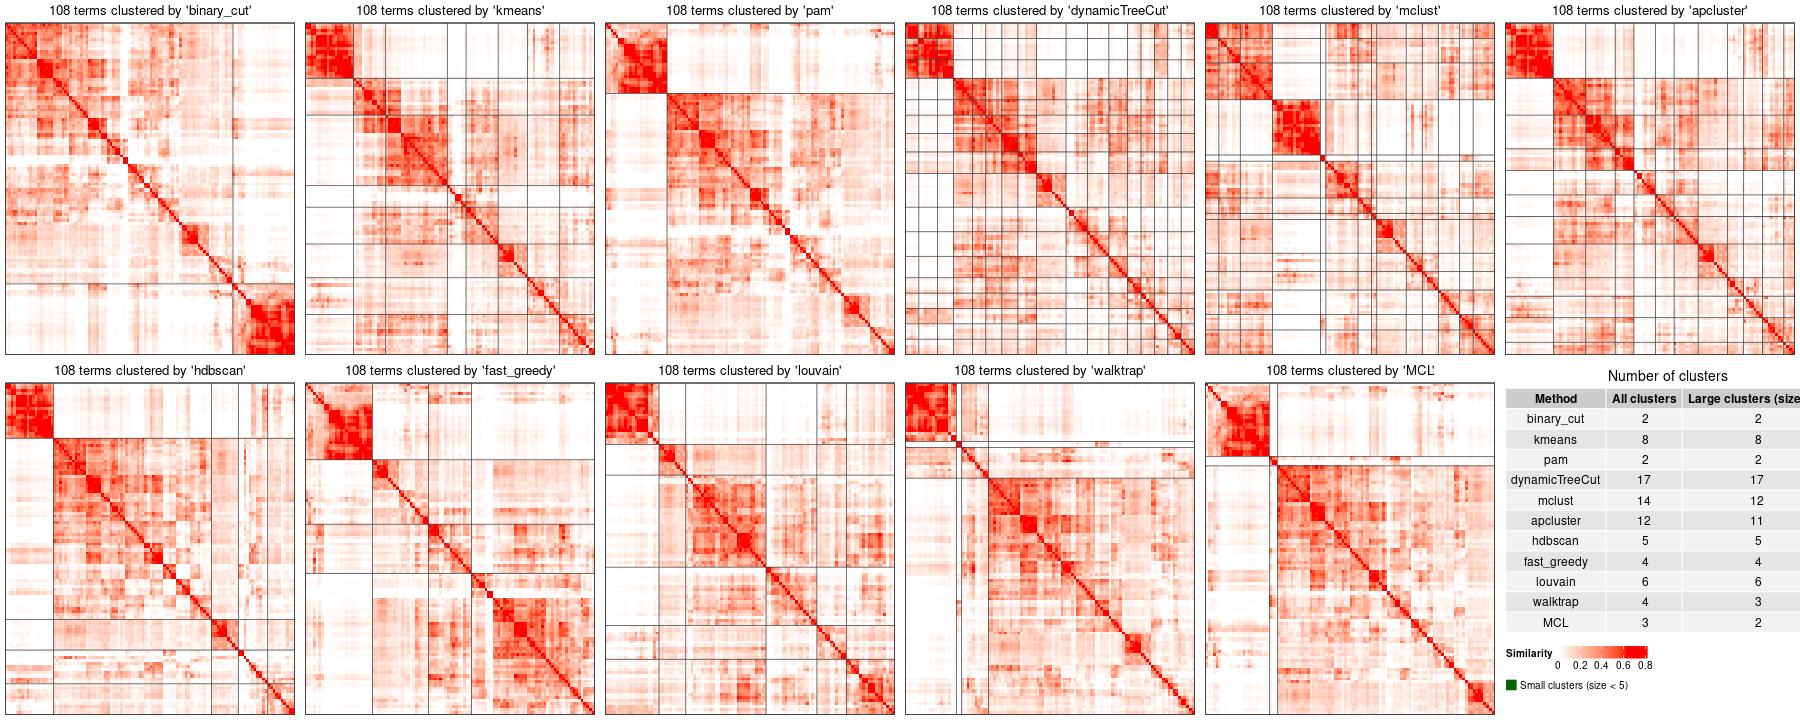 108 terms clustered by 'binary_cut'
108 terms clustered by 'kmeans'
108 terms clustered by 'pam'
108 terms clustered by 'dynamicTreeCut'
108 terms clustered by 'mclust'
108 terms clustered by 'apcluster'
108 terms clustered by 'hdbscan'
108 terms clustered by 'fast_greedy'
108 terms clustered by 'louvain'
108 terms clustered by 'walktrap'
108 terms clustered by 'MCL'
Number of clusters
Method All clusters Large clusters (size
binary_cut 2 2
kmeans 8 8
pam 2 2
dynamicTreeCut 17 17
mclust 14 12
apcluster 12 11
hdbscan 5 5
fast_greedy 4 4
louvain 6 6
walktrap 4 3
MCL 3 2
Similarity
0 0.2 0.4 0.6 0.8
Small clusters (size < 5)